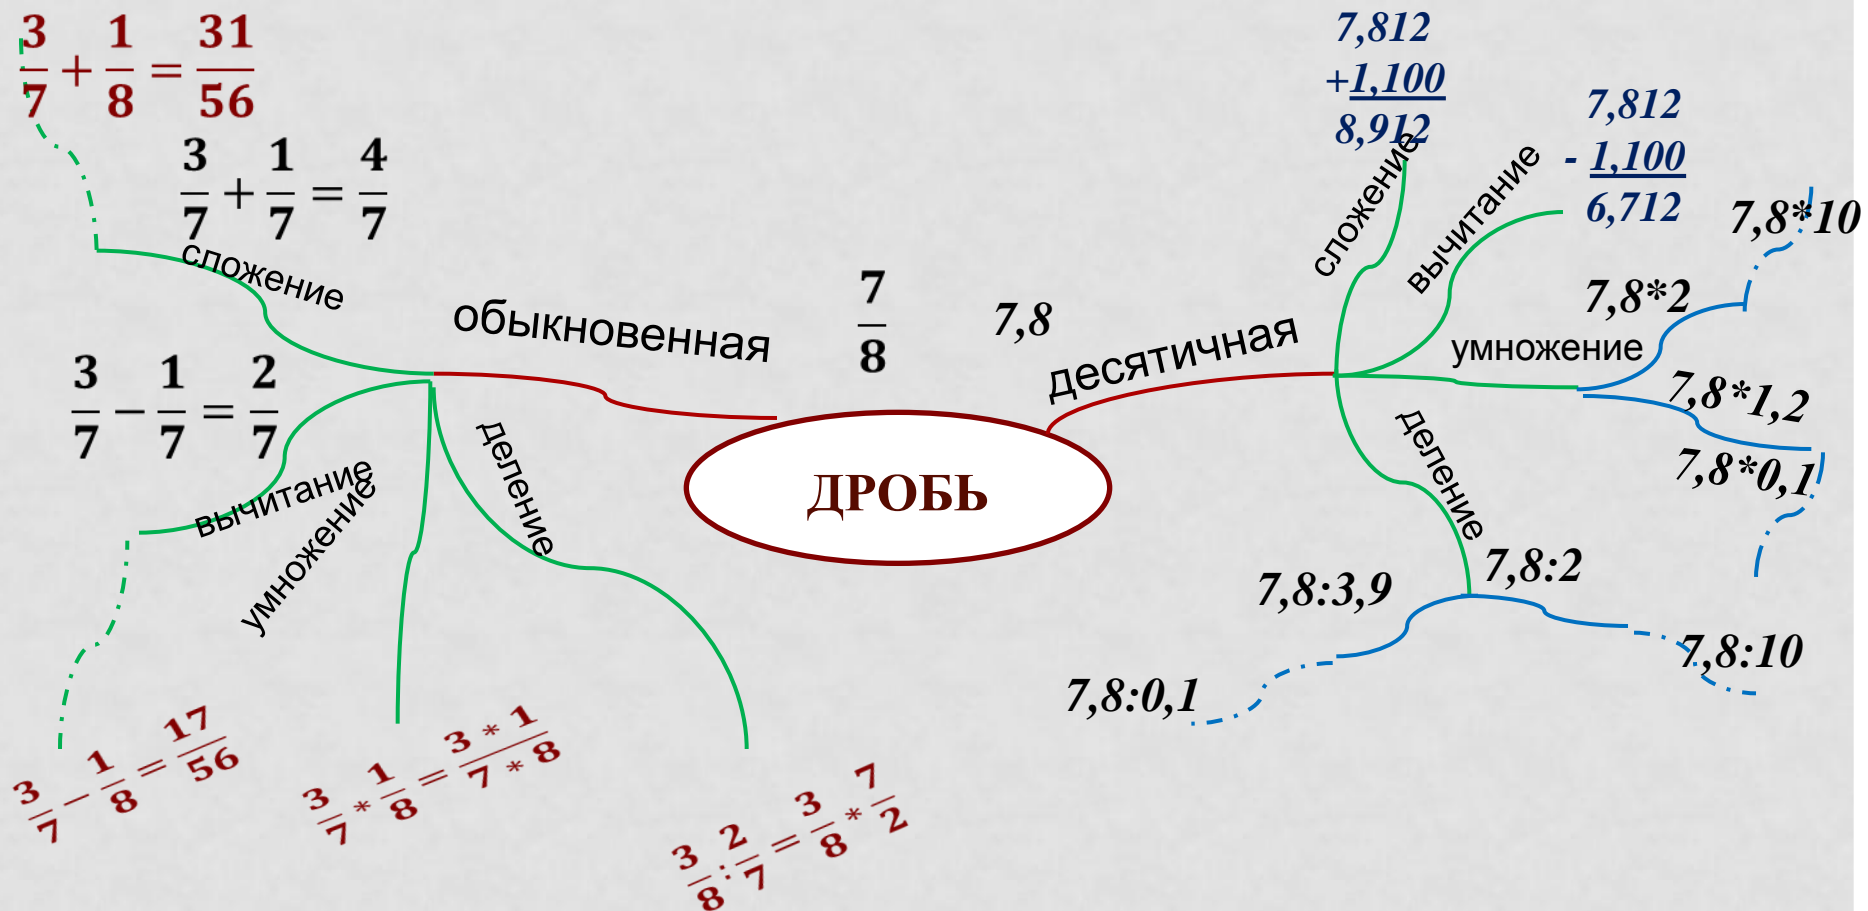 3/7 + 1/8 = 31/56
3/7 + 1/7 = 4/7
сложение
обыкновенная
7/8
3/7 − 1/7 = 2/7
вычитание
умножение
деление
3/7 − 1/8 = 17/56
3/7 * 1/8 = 3 * 1/7 * 8
3/8 : 2/7 = 3/8 * 7/2
ДРОБЬ
7,8
десятичная
7,812
+1,100
8,912
сложение
7,812
- 1,100
6,712
вычитание
7,8*10
7,8*2
умножение
7,8*1,2
7,8*0,1
деление
7,8:3,9
7,8:2
7,8:0,1
7,8:10